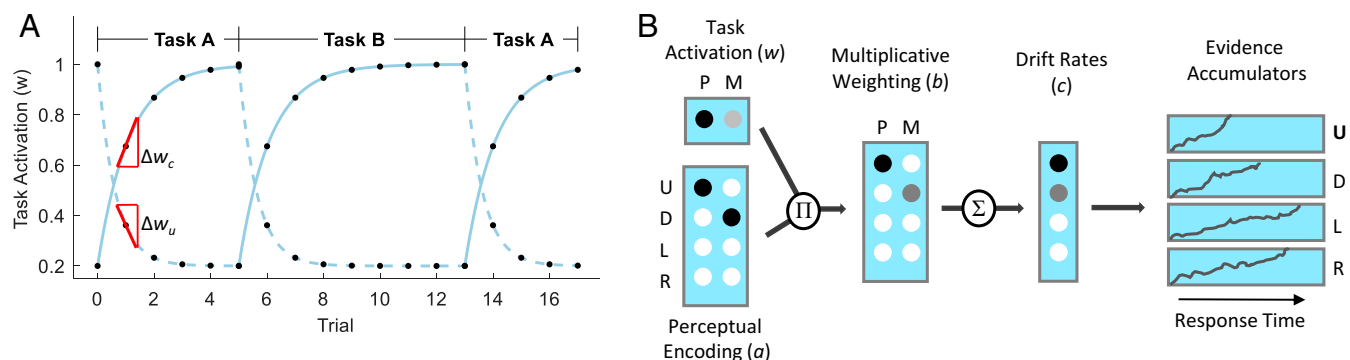 A
Task A
Task B
Task A
Task Activation (w)
1
0.8
0.6
0.4
0.2
Δw_c
Δw_u
0 2 4 6 8 10 12 14 16
Trial
B
Task
Activation (w)
P M
U
D
L
R
Perceptual
Encoding (a)
Π
Multiplicative
Weighting (b)
P M
Σ
Drift Rates
(c)
Evidence
Accumulators
U
D
L
R
Response Time